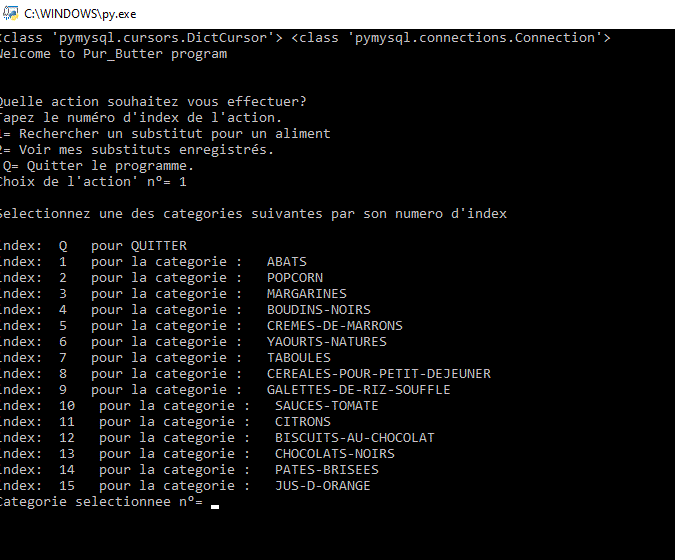 C:\WINDOWS\py.exe
<class 'pymysql.cursors.DictCursor'> <class 'pymysql.connections.Connection'>
Welcome to Pur_Butter program
Quelle action souhaitez vous effectuer?
Tapez le numéro d'index de l'action.
1= Rechercher un substitut pour un aliment
2= Voir mes substituts enregistrés.
Q= Quitter le programme.
Choix de l'action' n°= 1
Selectionnez une des categories suivantes par son numero d'index
index: Q pour QUITTER
index: 1 pour la categorie : ABATS
index: 2 pour la categorie : POPCORN
index: 3 pour la categorie : MARGARINES
index: 4 pour la categorie : BOUDINS-NOIRS
index: 5 pour la categorie : CREMES-DE-MARRONS
index: 6 pour la categorie : YAOURTS-NATURES
index: 7 pour la categorie : TABOULES
index: 8 pour la categorie : CEREALES-POUR-PETIT-DEJEUNER
index: 9 pour la categorie : GALETTES-DE-RIZ-SOUFFLE
index: 10 pour la categorie : SAUCES-TOMATE
index: 11 pour la categorie : CITRONS
index: 12 pour la categorie : BISCUITS-AU-CHOCOLAT
index: 13 pour la categorie : CHOCOLATS-NOIRS
index: 14 pour la categorie : PATES-BRISEES
index: 15 pour la categorie : JUS-D-ORANGE
Categorie selectionnee n°= _